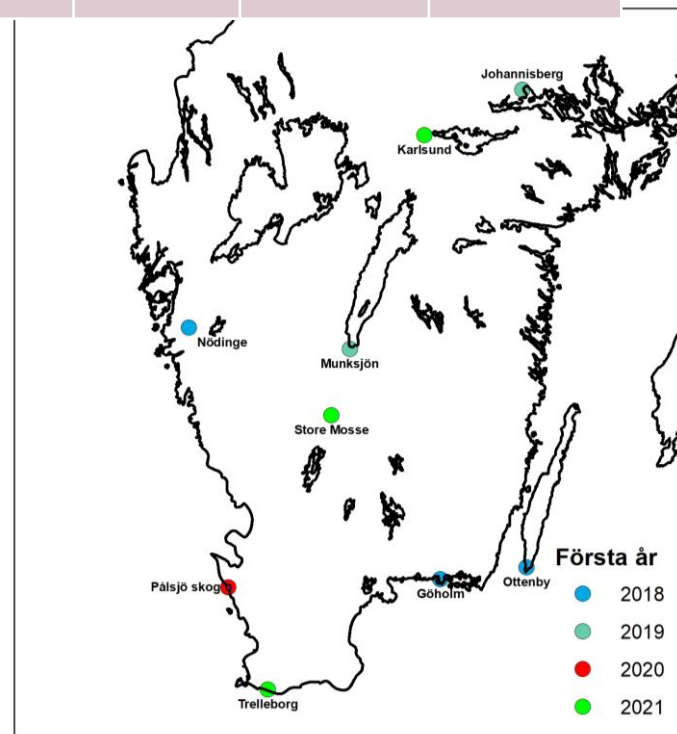 Johannisberg
Karlsund
Nödinge
Munksjön
Store Mosse
Pålsjö skog
Göholm
Ottenby
Trelleborg
Första år
2018
2019
2020
2021